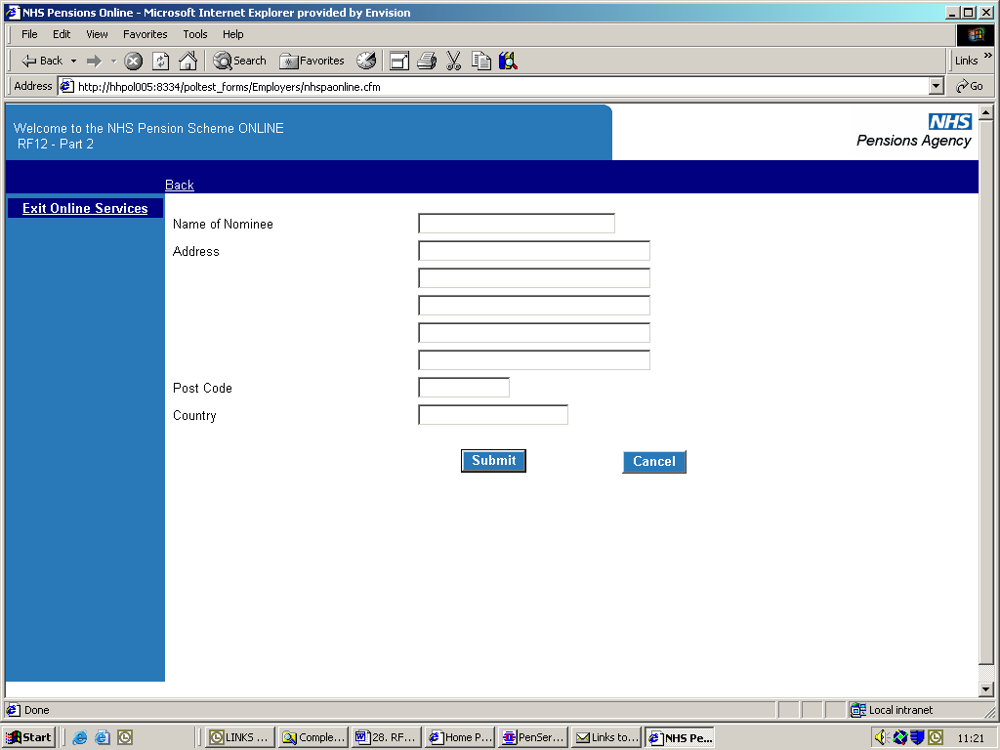 NHS Pensions Online - Microsoft Internet Explorer provided by Envision
File Edit View Favorites Tools Help
Back Search Favorites Links »
Address http://hhpol005:8334/poltest_forms/Employers/nhspaonline.cfm Go
Welcome to the NHS Pension Scheme ONLINE
RF12 - Part 2
NHS
Pensions Agency
Back
Exit Online Services
Name of Nominee
Address
Post Code
Country
Submit Cancel
Done Local intranet
Start LINKS ... Comple... 28. RF... Home P... PenSer... Links to... NHS Pe... 11:21